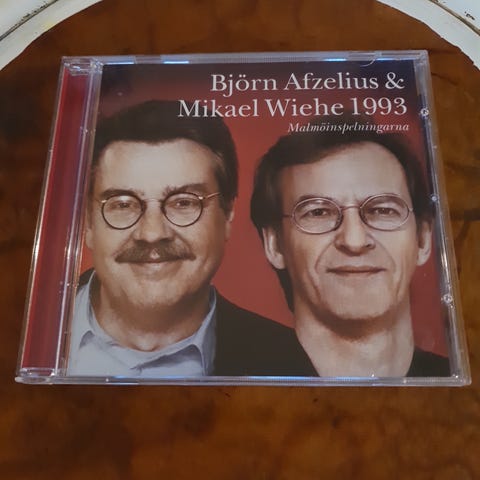 Björn Afzelius &
Mikael Wiehe 1993
Malmöinspelningarna